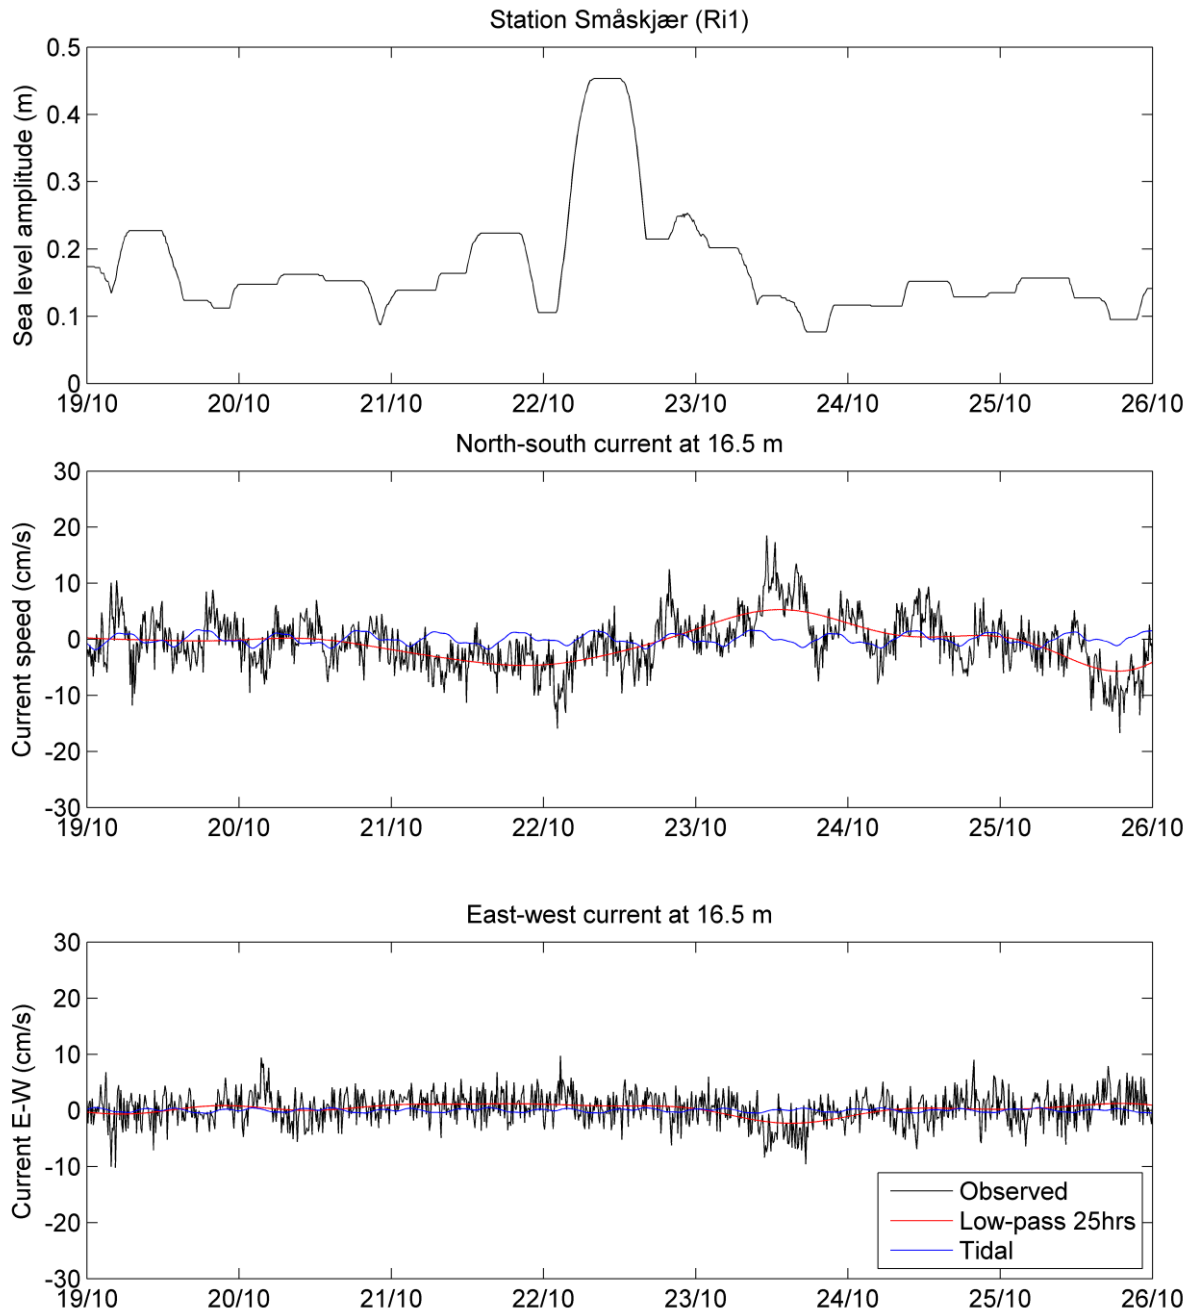 Station Småskjær (Ri1)
Sea level amplitude (m)
0.5
0.4
0.3
0.2
0.1
0
19/10 20/10 21/10 22/10 23/10 24/10 25/10 26/10
North-south current at 16.5 m
Current speed (cm/s)
30
20
10
0
-10
-20
-30
19/10 20/10 21/10 22/10 23/10 24/10 25/10 26/10
East-west current at 16.5 m
Current E-W (cm/s)
30
20
10
0
-10
-20
-30
Observed
Low-pass 25hrs
Tidal
19/10 20/10 21/10 22/10 23/10 24/10 25/10 26/10